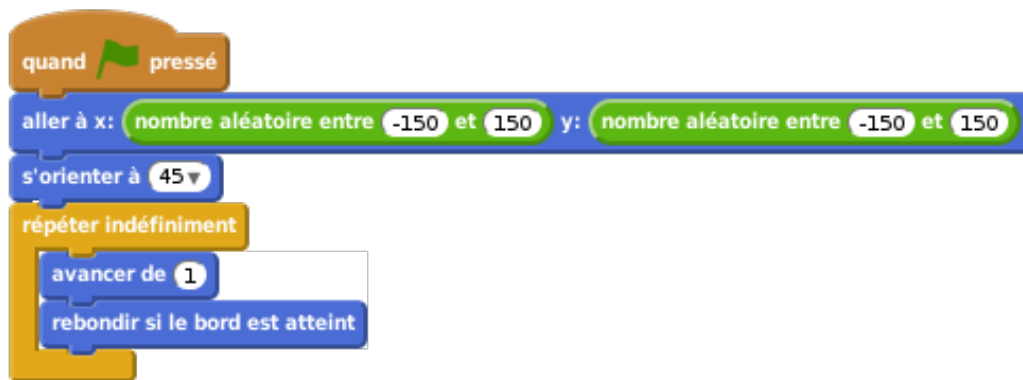 quand pressé
aller à x: nombre aléatoire entre -150 et 150 y: nombre aléatoire entre -150 et 150
s'orienter à 45
répéter indéfiniment
avancer de 1
rebondir si le bord est atteint